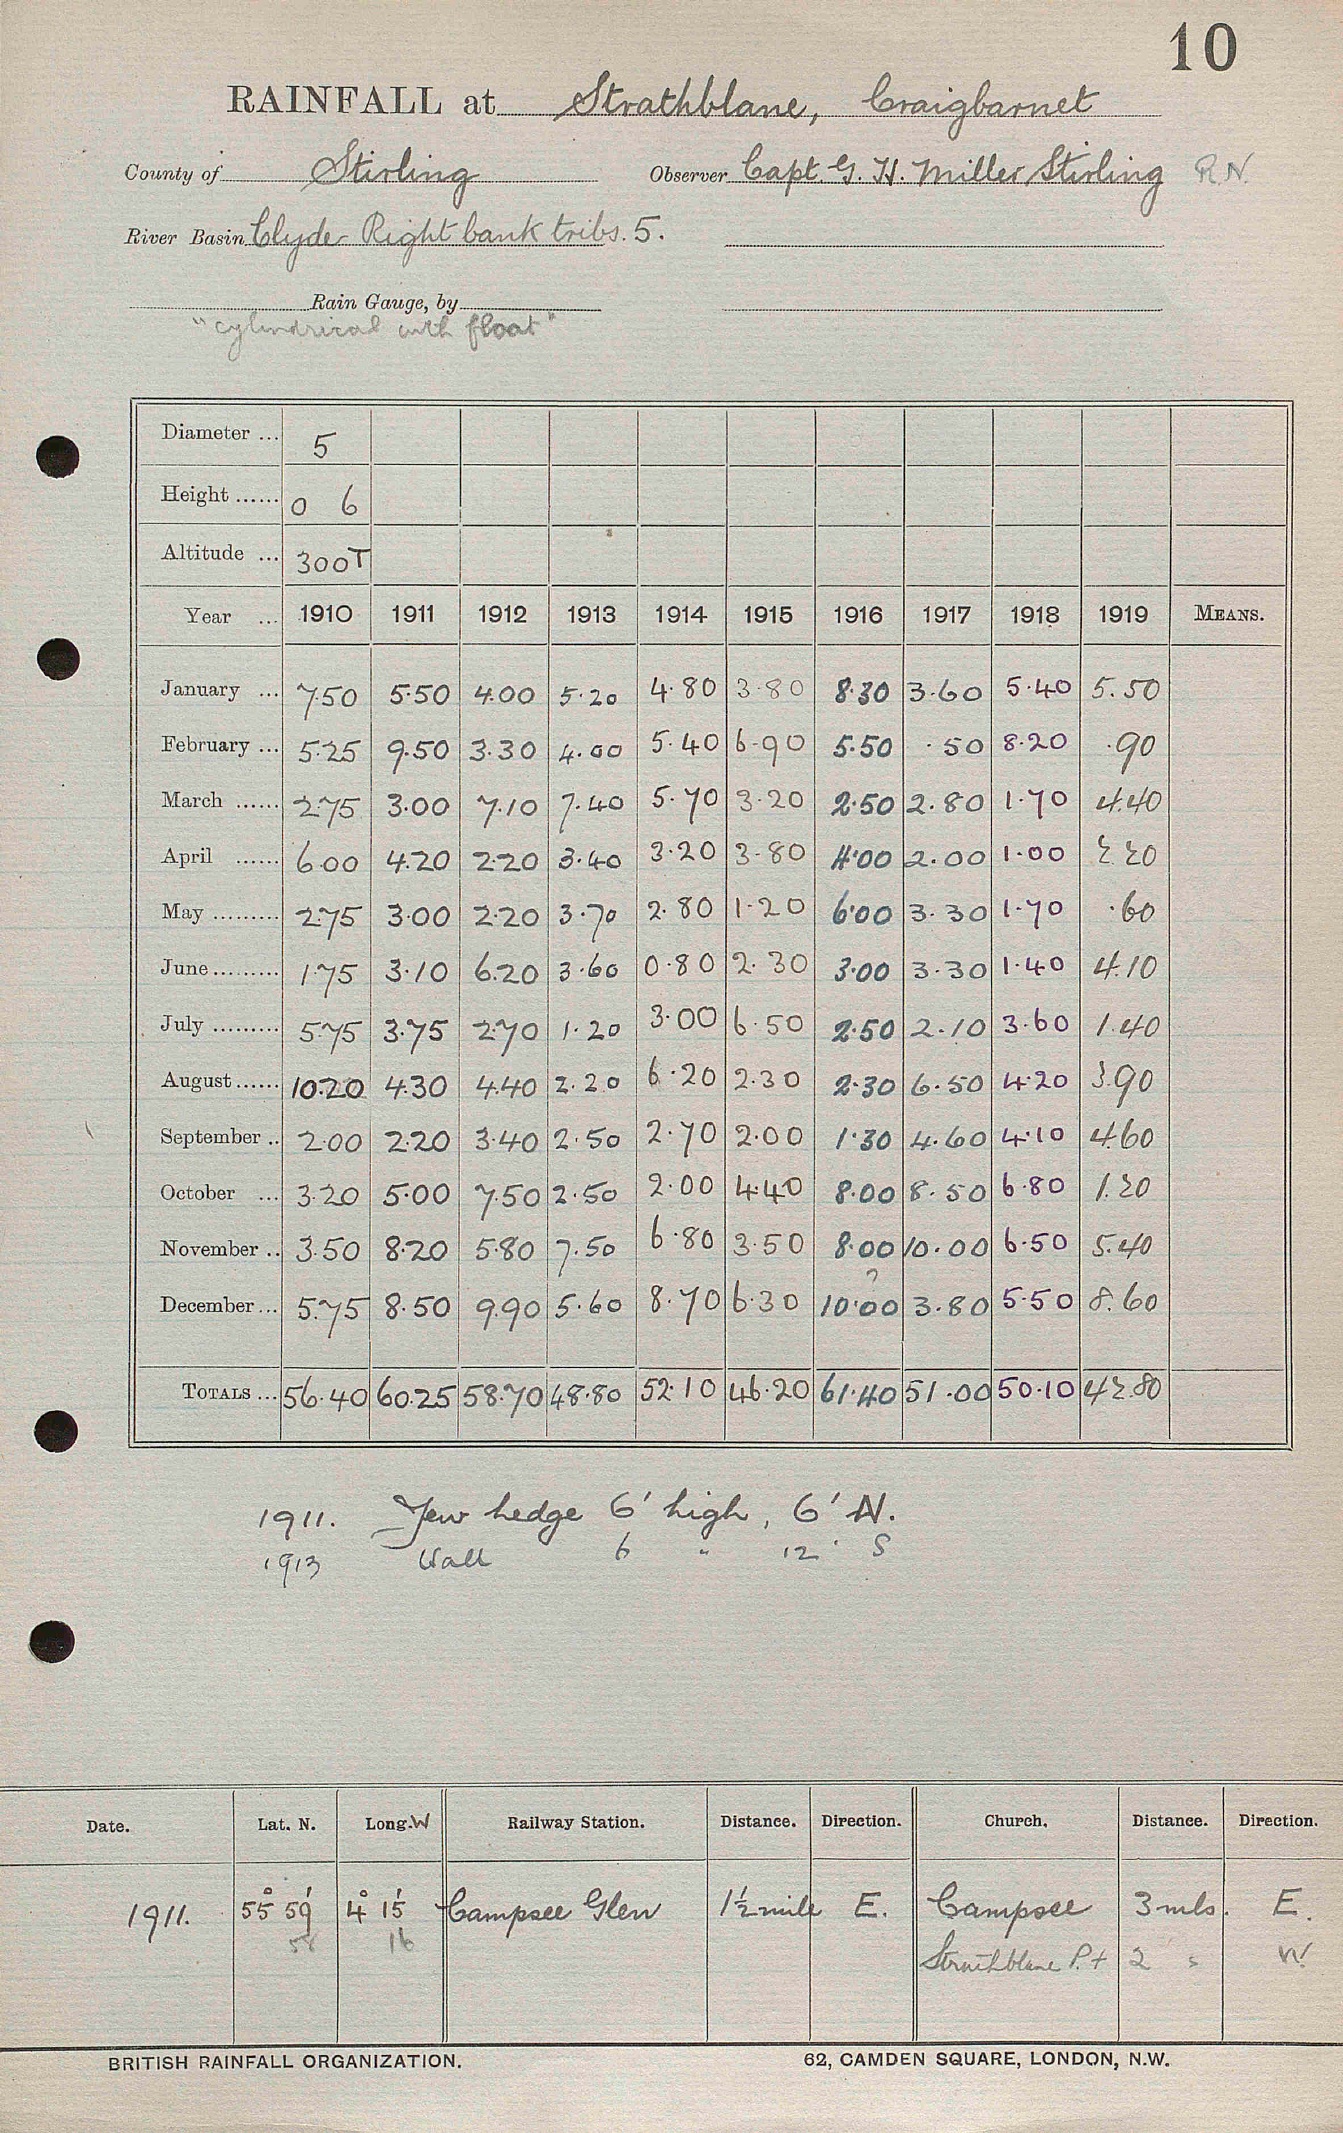 10
RAINFALL at Strathblane, Craigbarnet
County of Stirling Observer Capt. G. H. Miller Stirling R.N.
River Basin Clyde Right bank tribs. 5.
Rain Gauge, by
"cylindrical with float"
Diameter ... 5
Height ...... 0 6
Altitude ... 300T
Year ... 1910 1911 1912 1913 1914 1915 1916 1917 1918 1919 MEANS.
January ... 7.50 5.50 4.00 5.20 4.80 3.80 8.30 3.60 5.40 5.50
February ... 5.25 9.50 3.30 4.00 5.40 6.90 5.50 .50 8.20 .90
March ...... 2.75 3.00 7.10 7.40 5.70 3.20 2.50 2.80 1.70 4.40
April ...... 6.00 4.20 2.20 3.40 3.20 3.80 4.00 2.00 1.00 2.20
May ......... 2.75 3.00 2.20 3.70 2.80 1.20 6.00 3.30 1.70 .60
June ......... 1.75 3.10 6.20 3.60 0.80 2.30 3.00 3.30 1.40 4.10
July ......... 5.75 3.75 2.70 1.20 3.00 6.50 2.50 2.10 3.60 1.40
August ...... 10.20 4.30 4.40 2.20 6.20 2.30 2.30 6.50 4.20 3.90
September .. 2.00 2.20 3.40 2.50 2.70 2.00 1.30 4.60 4.10 4.60
October ... 3.20 5.00 7.50 2.50 2.00 4.40 8.00 8.50 6.80 1.20
November .. 3.50 8.20 5.80 7.50 6.80 3.50 8.00 10.00 6.50 5.40
?
December ... 5.75 8.50 9.90 5.60 8.70 6.30 10.00 3.80 5.50 8.60
TOTALS ... 56.40 60.25 58.70 48.80 52.10 46.20 61.40 51.00 50.10 42.80
1911. Yew hedge 6' high, 6' N.
1913 Wall 6 " 12' S
Date. Lat. N. Long. W Railway Station. Distance. Direction. Church. Distance. Direction.
1911. 55° 59' 4° 15' Campsee Glen 1½ mile E. Campsee 3 mls. E.
58 16 Strathblane P.+ 2 s W.
BRITISH RAINFALL ORGANIZATION. 62, CAMDEN SQUARE, LONDON, N.W.